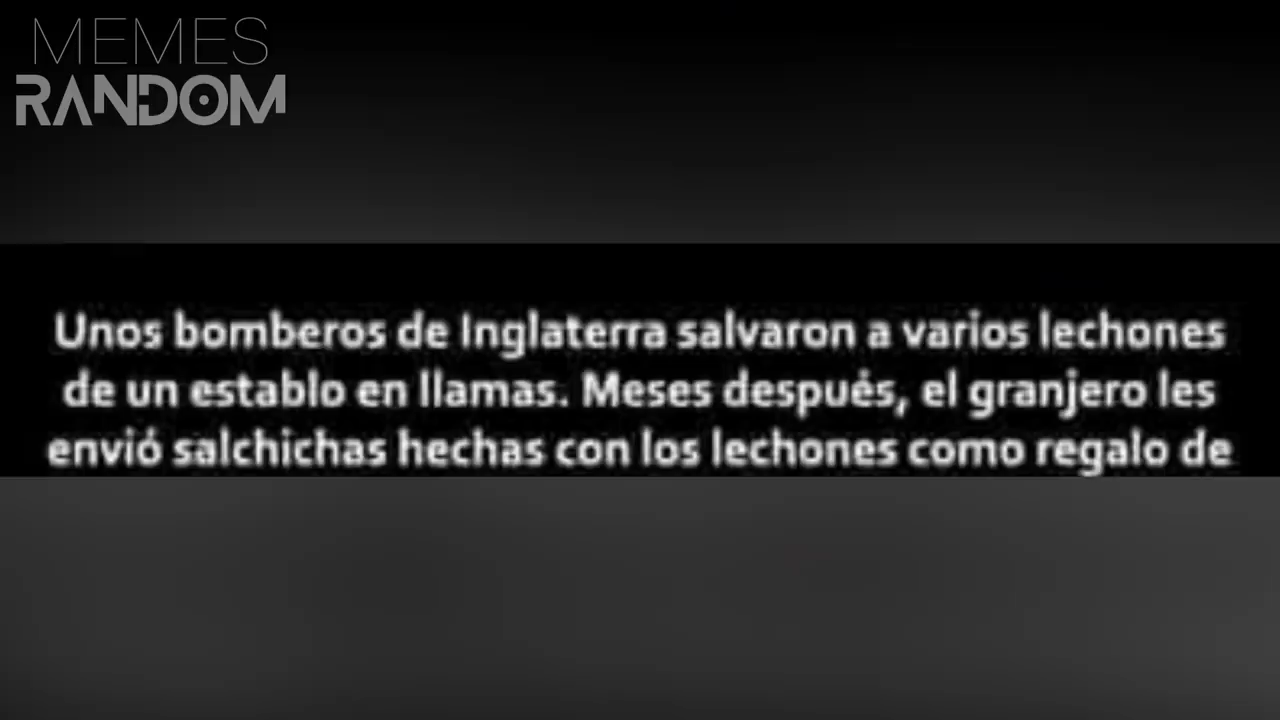 MEMES
RANDOM
Unos bomberos de Inglaterra salvaron a varios lechones
de un establo en llamas. Meses después, el granjero les
envió salchichas hechas con los lechones como regalo de